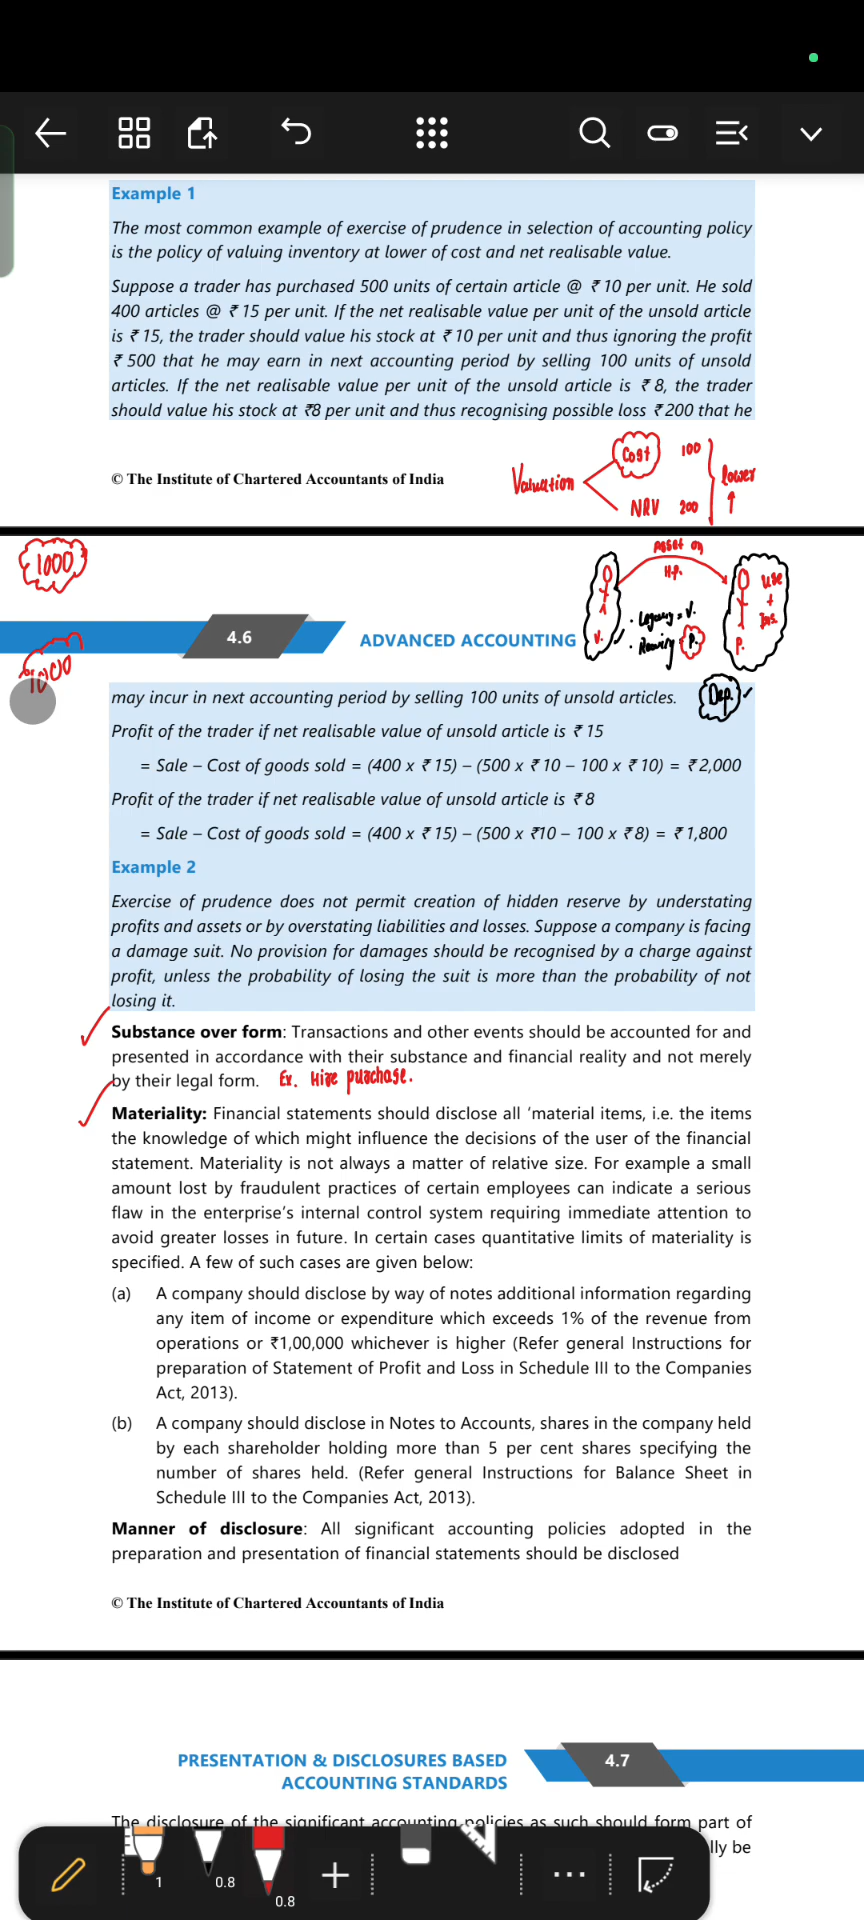 Example 1
The most common example of exercise of prudence in selection of accounting policy
is the policy of valuing inventory at lower of cost and net realisable value.
Suppose a trader has purchased 500 units of certain article @ ₹ 10 per unit. He sold
400 articles @ ₹ 15 per unit. If the net realisable value per unit of the unsold article
is ₹ 15, the trader should value his stock at ₹ 10 per unit and thus ignoring the profit
₹ 500 that he may earn in next accounting period by selling 100 units of unsold
articles. If the net realisable value per unit of the unsold article is ₹ 8, the trader
should value his stock at ₹8 per unit and thus recognising possible loss ₹ 200 that he
© The Institute of Chartered Accountants of India
Valuation
Cost 100
NRV 200
lower
1000
Asset on
H.P.
use
+
V.
P.
P.
4.6
ADVANCED ACCOUNTING
Dep.
may incur in next accounting period by selling 100 units of unsold articles.
Profit of the trader if net realisable value of unsold article is ₹ 15
= Sale – Cost of goods sold = (400 x ₹ 15) – (500 x ₹ 10 – 100 x ₹ 10) = ₹ 2,000
Profit of the trader if net realisable value of unsold article is ₹ 8
= Sale – Cost of goods sold = (400 x ₹ 15) – (500 x ₹10 – 100 x ₹ 8) = ₹ 1,800
Example 2
Exercise of prudence does not permit creation of hidden reserve by understating
profits and assets or by overstating liabilities and losses. Suppose a company is facing
a damage suit. No provision for damages should be recognised by a charge against
profit, unless the probability of losing the suit is more than the probability of not
losing it.
Substance over form: Transactions and other events should be accounted for and
presented in accordance with their substance and financial reality and not merely
by their legal form. Ex. Hire purchase.
Materiality: Financial statements should disclose all ‘material items, i.e. the items
the knowledge of which might influence the decisions of the user of the financial
statement. Materiality is not always a matter of relative size. For example a small
amount lost by fraudulent practices of certain employees can indicate a serious
flaw in the enterprise’s internal control system requiring immediate attention to
avoid greater losses in future. In certain cases quantitative limits of materiality is
specified. A few of such cases are given below:
(a) A company should disclose by way of notes additional information regarding
any item of income or expenditure which exceeds 1% of the revenue from
operations or ₹1,00,000 whichever is higher (Refer general Instructions for
preparation of Statement of Profit and Loss in Schedule III to the Companies
Act, 2013).
(b) A company should disclose in Notes to Accounts, shares in the company held
by each shareholder holding more than 5 per cent shares specifying the
number of shares held. (Refer general Instructions for Balance Sheet in
Schedule III to the Companies Act, 2013).
Manner of disclosure: All significant accounting policies adopted in the
preparation and presentation of financial statements should be disclosed
© The Institute of Chartered Accountants of India
PRESENTATION & DISCLOSURES BASED
ACCOUNTING STANDARDS
4.7
The disclosure of the significant accounting policies as such should form part of
lly be
1
0.8
0.8